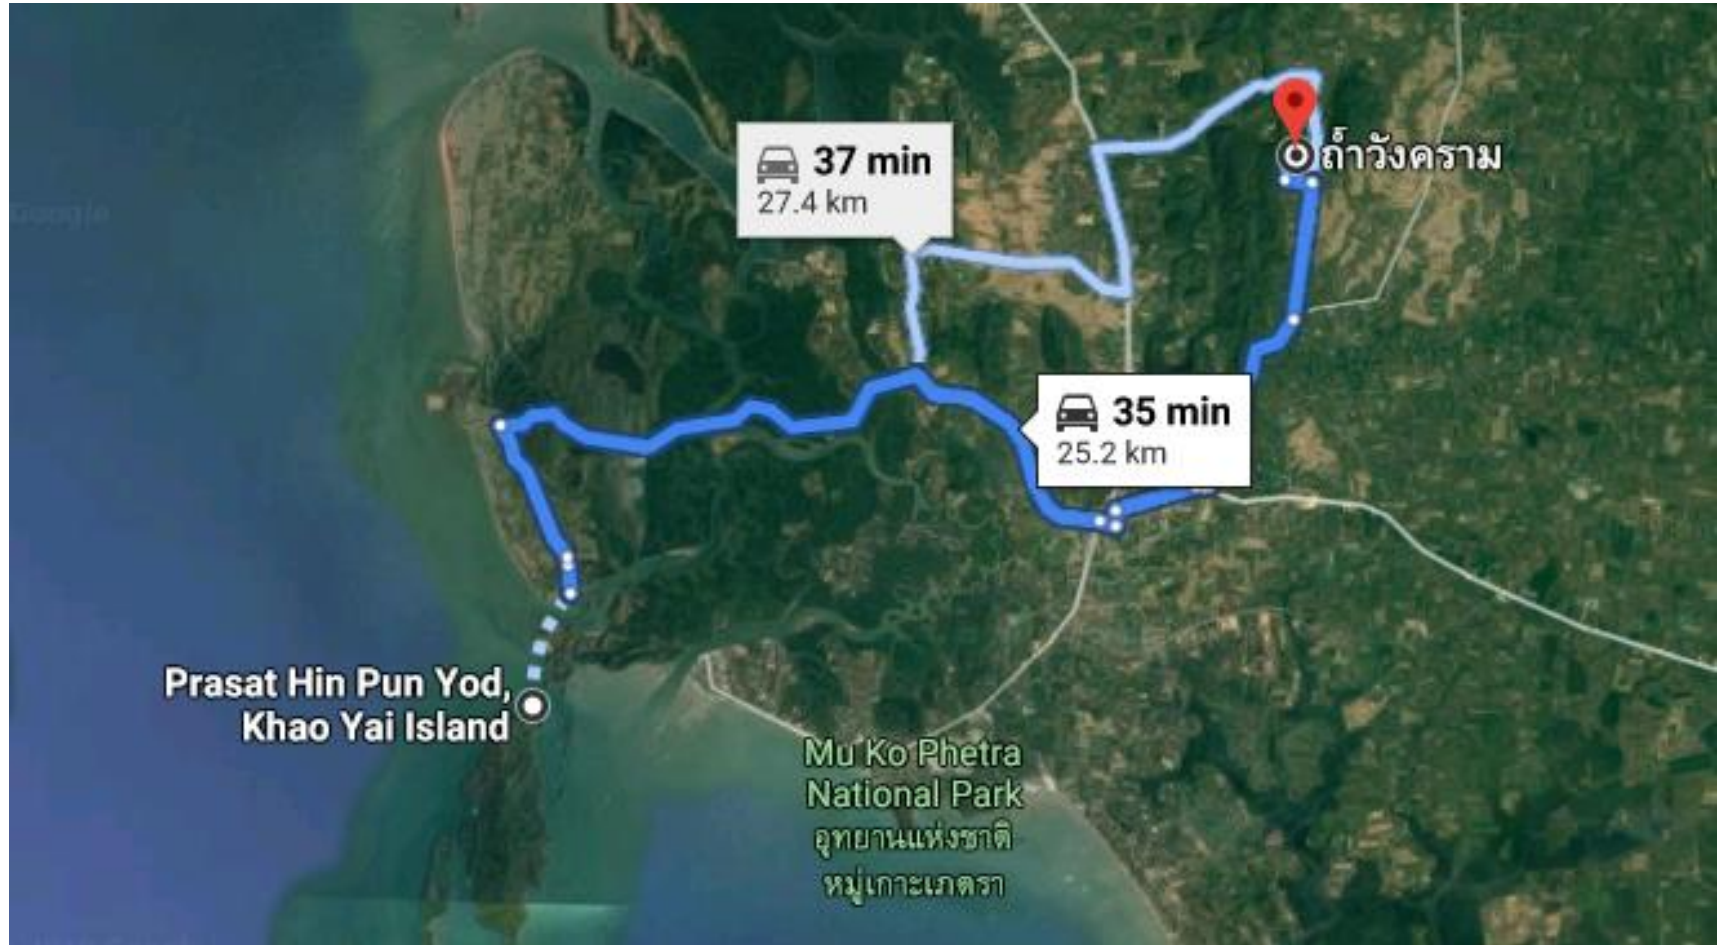 Google
37 min
27.4 km
ถ้ำวังคราม
35 min
25.2 km
Prasat Hin Pun Yod,
Khao Yai Island
Mu Ko Phetra
National Park
อุทยานแห่งชาติ
หมู่เกาะเภตรา